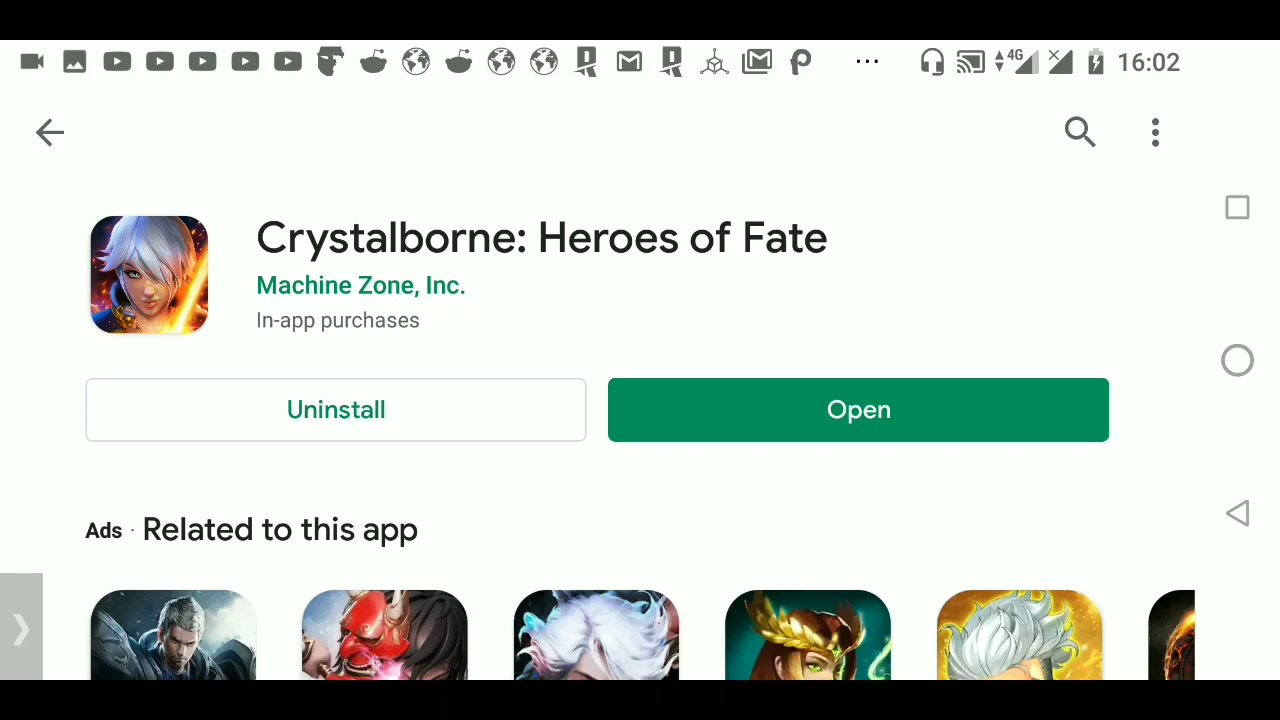 4G 16:02
Crystalborne: Heroes of Fate
Machine Zone, Inc.
In-app purchases
Uninstall Open
Ads · Related to this app